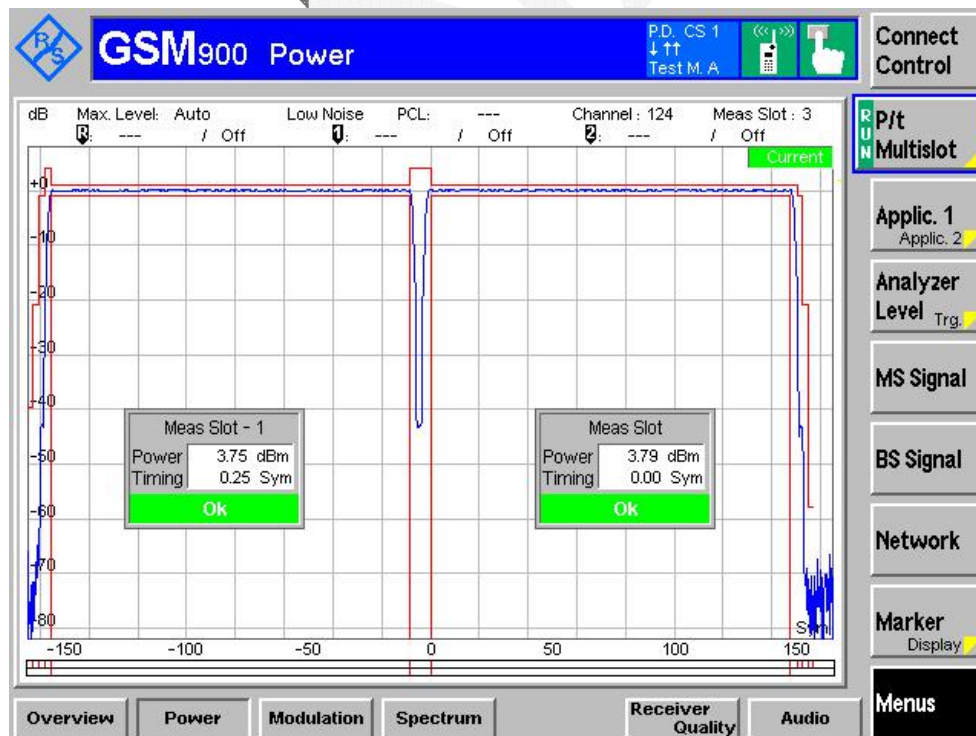 R/S GSM900 Power P.D. CS 1 Connect
↓ ↑↑ Control
Test M. A
dB Max. Level: Auto Low Noise PCL: --- Channel : 124 Meas Slot : 3
R: --- / Off 1: --- / Off 2: --- / Off
RUN
P/t
Multislot
Current
+0
-10
-20
-30
-40
-50
-60
-70
-80
Meas Slot - 1
Power 3.75 dBm
Timing 0.25 Sym
Ok
Meas Slot
Power 3.79 dBm
Timing 0.00 Sym
Ok
Sym
-150 -100 -50 0 50 100 150
Applic. 1
Applic. 2
Analyzer
Level Trg.
MS Signal
BS Signal
Network
Marker
Display
Menus
Overview Power Modulation Spectrum Receiver Quality Audio